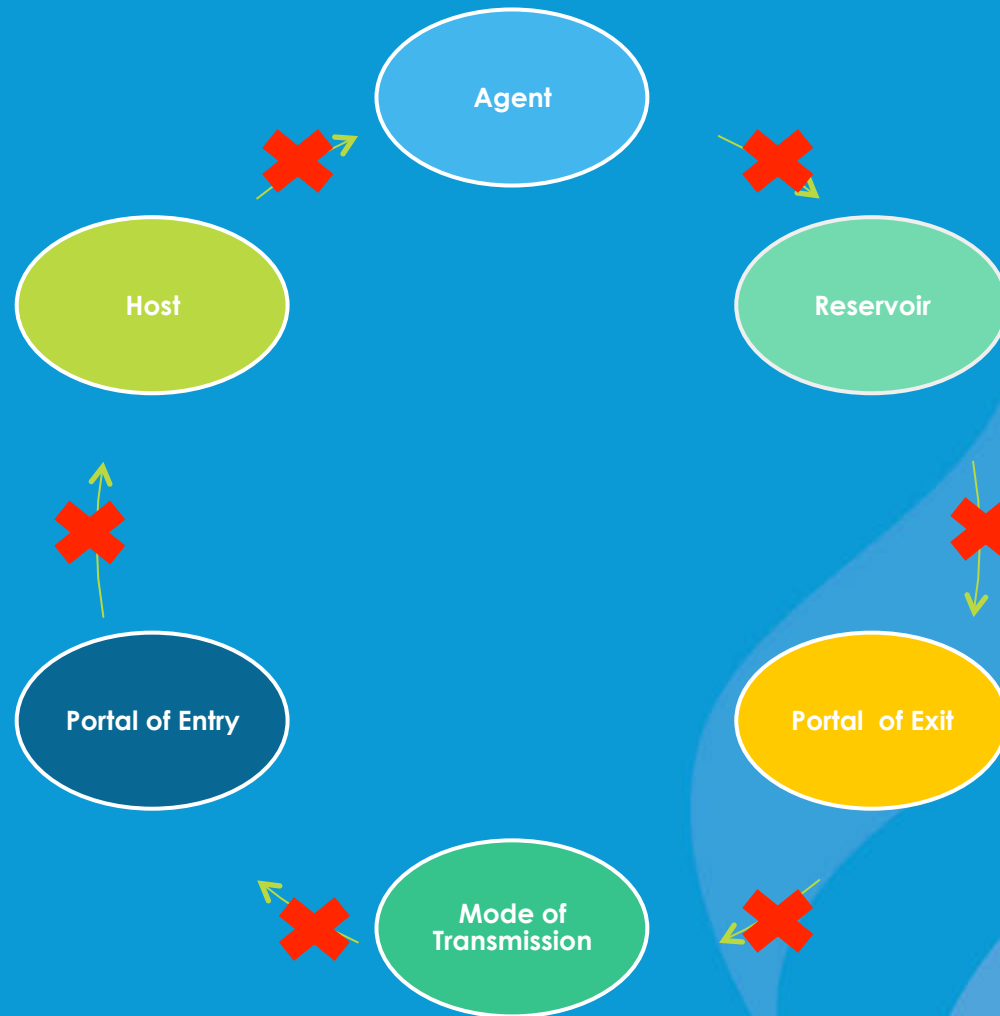 Agent
Host
Reservoir
Portal of Entry
Portal  of Exit
Mode of
Transmission